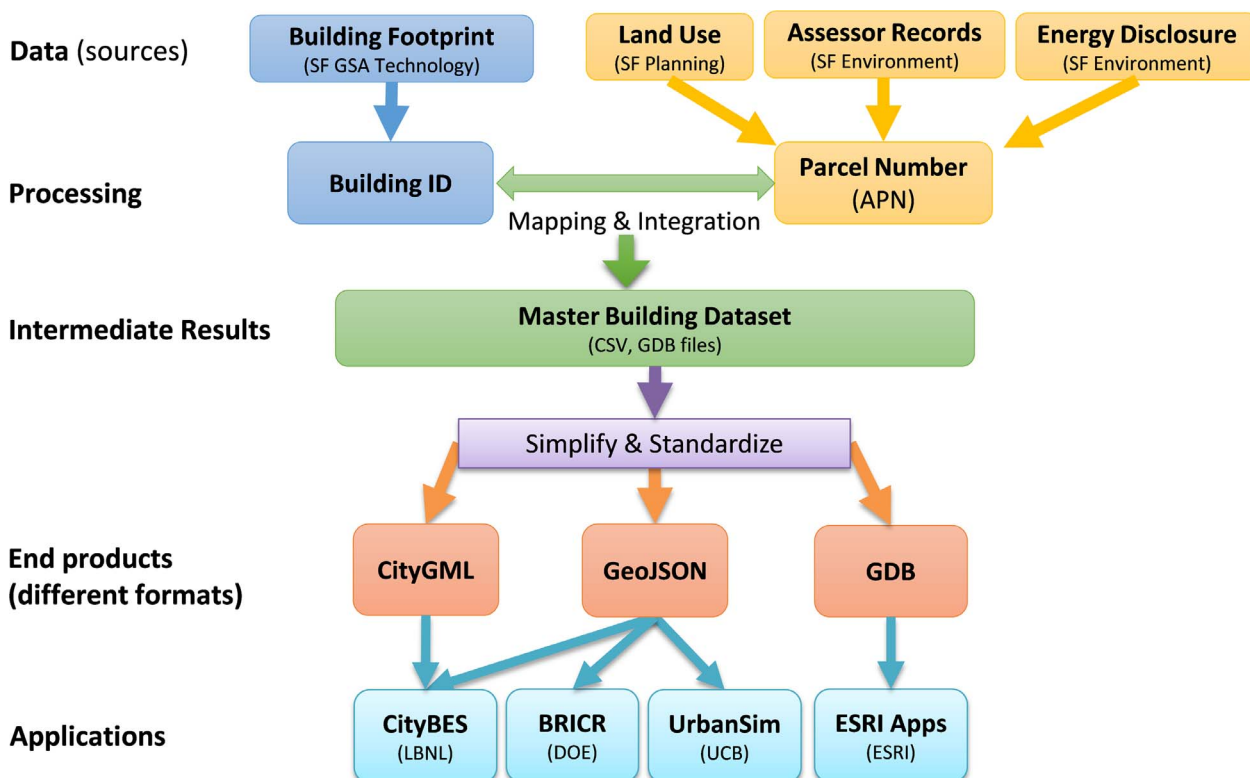 Data (sources)
Building Footprint
(SF GSA Technology)
Land Use
(SF Planning)
Assessor Records
(SF Environment)
Energy Disclosure
(SF Environment)
Processing
Building ID
Parcel Number
(APN)
Mapping & Integration
Intermediate Results
Master Building Dataset
(CSV, GDB files)
Simplify & Standardize
End products
(different formats)
CityGML
GeoJSON
GDB
Applications
CityBES
(LBNL)
BRICR
(DOE)
UrbanSim
(UCB)
ESRI Apps
(ESRI)